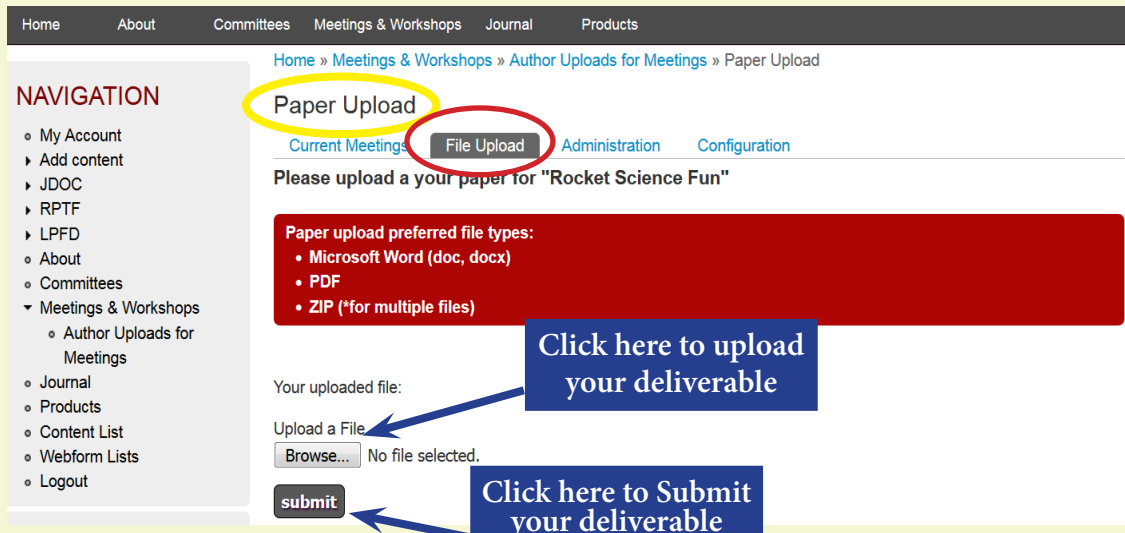 Home About Committees Meetings & Workshops Journal Products
Home » Meetings & Workshops » Author Uploads for Meetings » Paper Upload
NAVIGATION
My Account
Add content
JDOC
RPTF
LPFD
About
Committees
Meetings & Workshops
Author Uploads for
Meetings
Journal
Products
Content List
Webform Lists
Logout
Paper Upload
Current Meetings File Upload Administration Configuration
Please upload a your paper for "Rocket Science Fun"
Paper upload preferred file types:
• Microsoft Word (doc, docx)
• PDF
• ZIP (*for multiple files)
Click here to upload
your deliverable
Your uploaded file:
Upload a File
Browse... No file selected.
Click here to Submit
your deliverable
submit